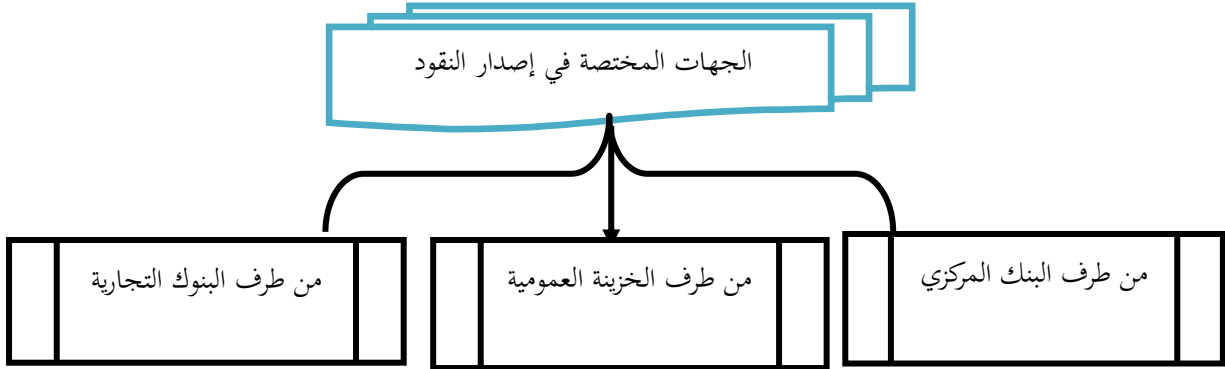 الجهات المختصة في إصدار النقود
من طرف البنك المركزي
من طرف الخزينة العمومية
من طرف البنوك التجارية